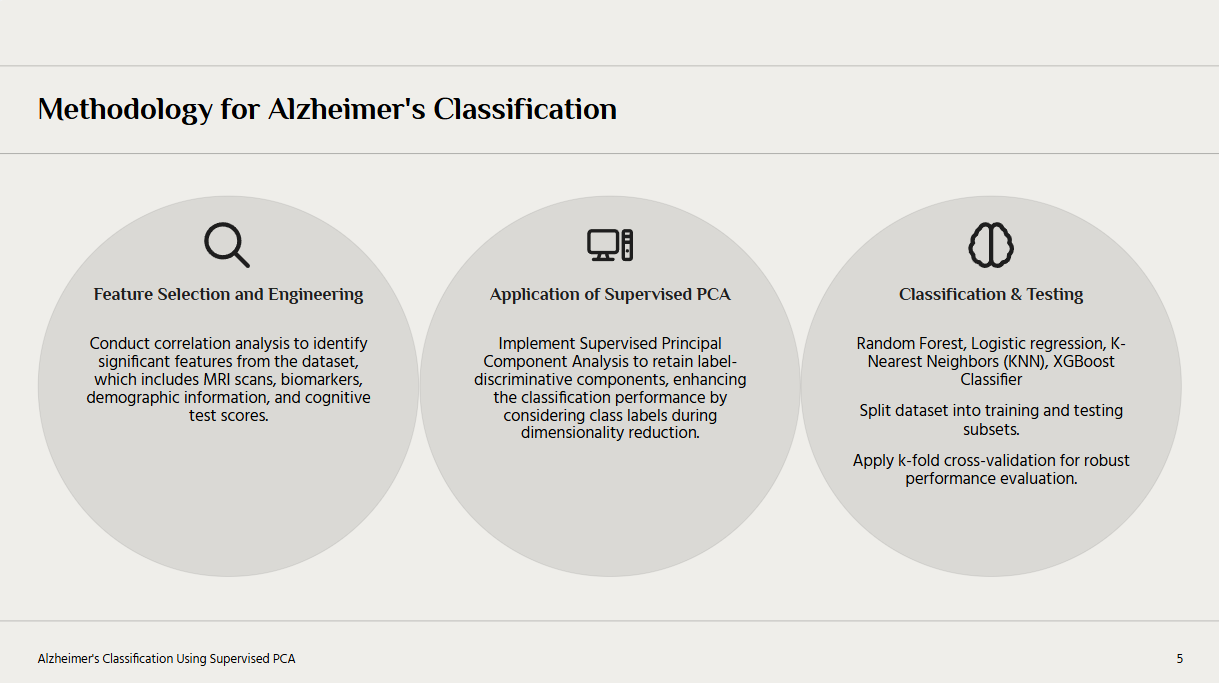 Methodology for Alzheimer's Classification
Feature Selection and Engineering
Conduct correlation analysis to identify
significant features from the dataset,
which includes MRI scans, biomarkers,
demographic information, and cognitive
test scores.
Application of Supervised PCA
Implement Supervised Principal
Component Analysis to retain label-
discriminative components, enhancing
the classification performance by
considering class labels during
dimensionality reduction.
Classification & Testing
Random Forest, Logistic regression, K-
Nearest Neighbors (KNN), XGBoost
Classifier
Split dataset into training and testing
subsets.
Apply k-fold cross-validation for robust
performance evaluation.
Alzheimer's Classification Using Supervised PCA
5